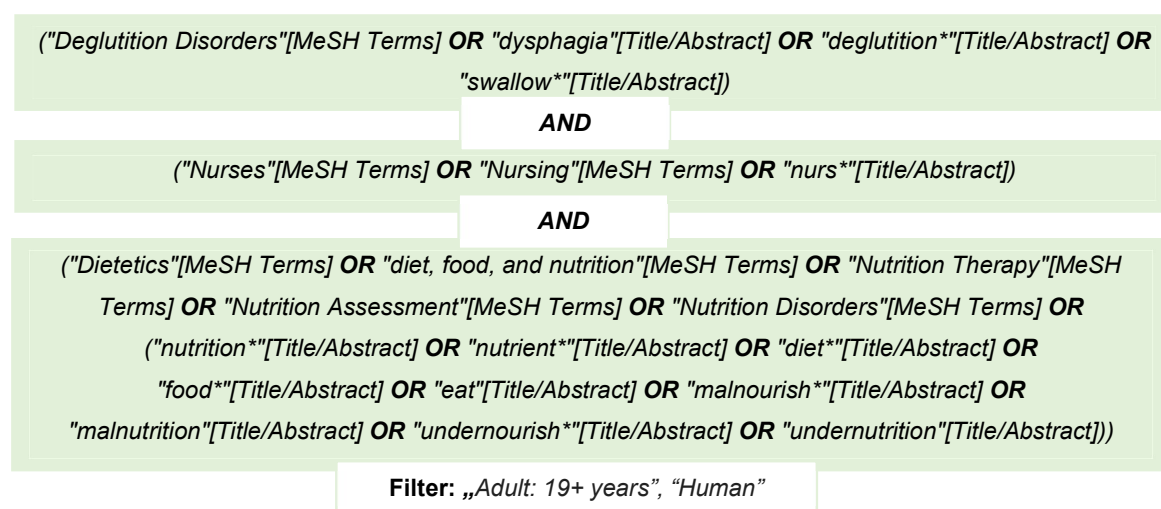 ("Deglutition Disorders"[MeSH Terms] OR "dysphagia"[Title/Abstract] OR "deglutition*"[Title/Abstract] OR
"swallow*"[Title/Abstract])
AND
("Nurses"[MeSH Terms] OR "Nursing"[MeSH Terms] OR "nurs*"[Title/Abstract])
AND
("Dietetics"[MeSH Terms] OR "diet, food, and nutrition"[MeSH Terms] OR "Nutrition Therapy"[MeSH
Terms] OR "Nutrition Assessment"[MeSH Terms] OR "Nutrition Disorders"[MeSH Terms] OR
("nutrition*"[Title/Abstract] OR "nutrient*"[Title/Abstract] OR "diet*"[Title/Abstract] OR
"food*"[Title/Abstract] OR "eat"[Title/Abstract] OR "malnourish*"[Title/Abstract] OR
"malnutrition"[Title/Abstract] OR "undernourish*"[Title/Abstract] OR "undernutrition"[Title/Abstract]))
Filter: „Adult: 19+ years”, “Human”